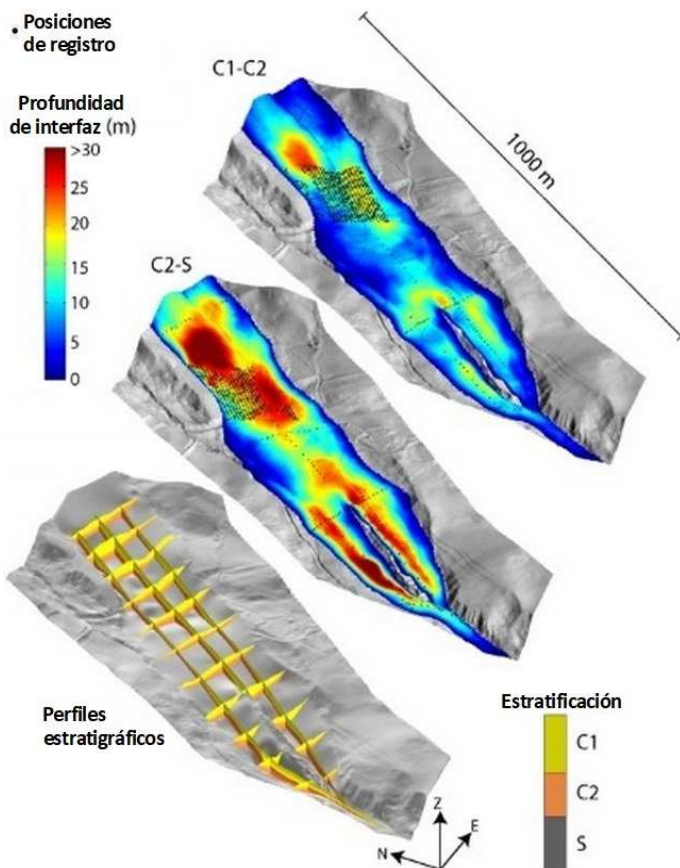 • Posiciones
de registro
C1-C2
Profundidad
de interfaz (m)
>30
25
20
15
10
5
0
1000 m
C2-S
Perfiles
estratigráficos
Estratificación
C1
C2
S
Z
E
N